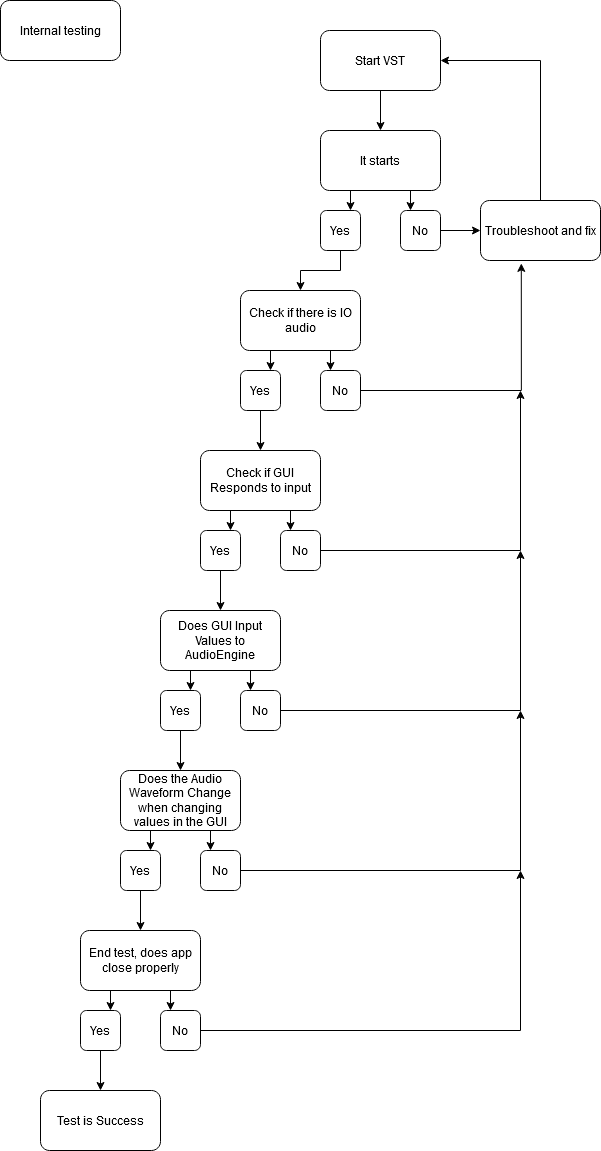 Internal testing
Start VST
It starts
Yes
No
Troubleshoot and fix
Check if there is IO
audio
Yes
No
Check if GUI
Responds to input
Yes
No
Does GUI Input
Values to
AudioEngine
Yes
No
Does the Audio
Waveform Change
when changing
values in the GUI
Yes
No
End test, does app
close properly
Yes
No
Test is Success